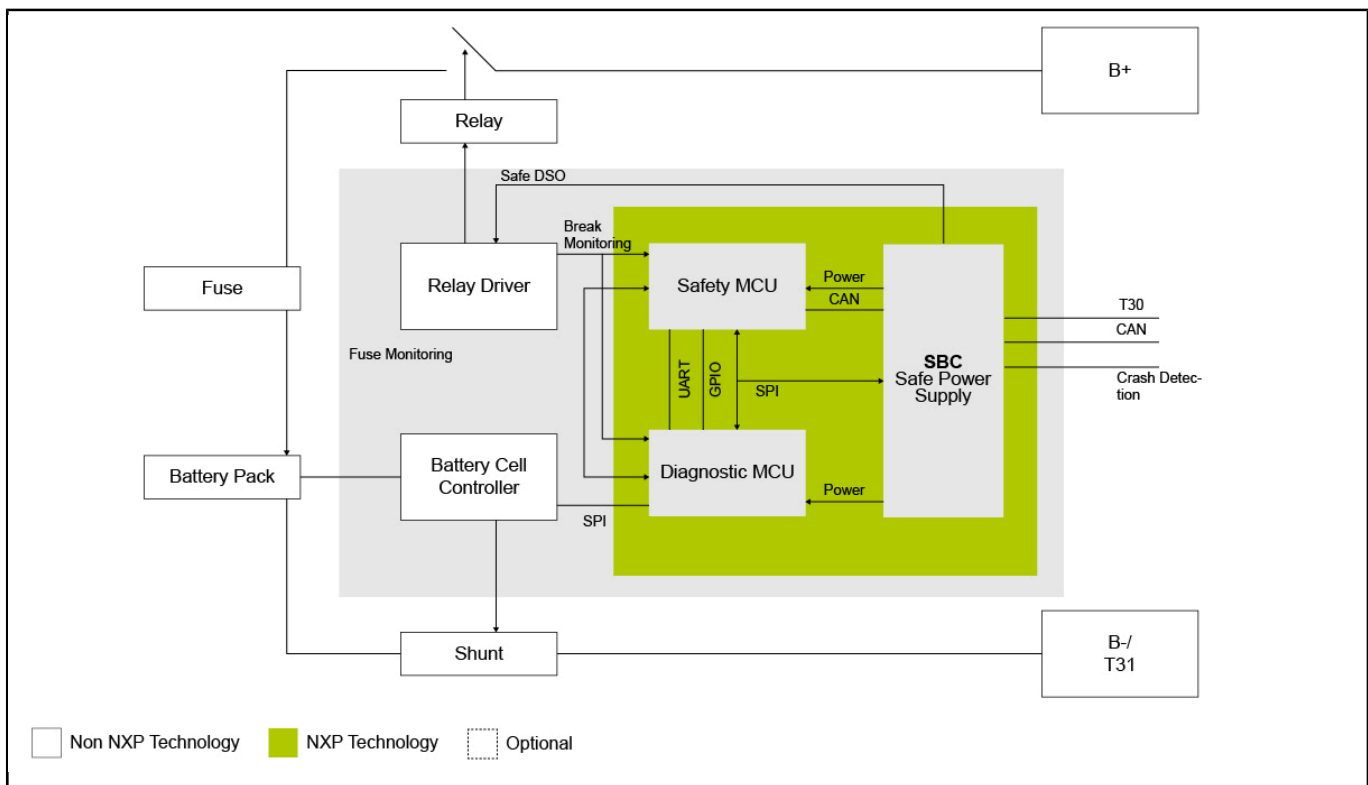 B+
Relay
Safe DSO
Break
Monitoring
Relay Driver
Safety MCU
Power
CAN
Fuse
T30
CAN
Fuse Monitoring
UART
GPIO
SPI
SBC
Safe Power
Supply
Crash Detec-
tion
Battery Pack
Battery Cell
Controller
Diagnostic MCU
Power
SPI
Shunt
B-/
T31
Non NXP Technology
NXP Technology
Optional